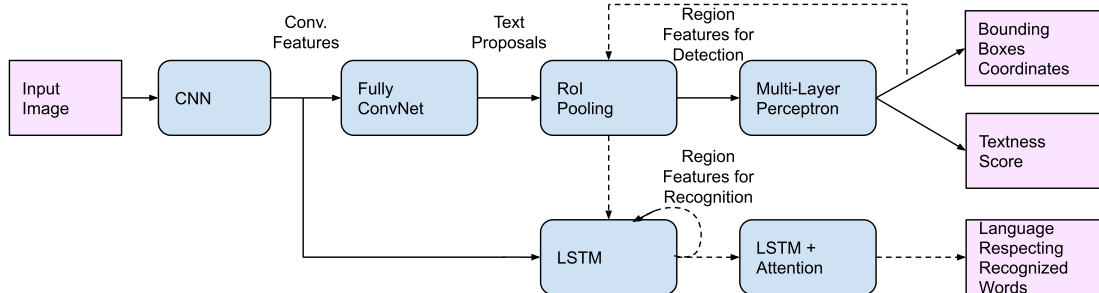 Input
Image
CNN
Conv.
Features
Fully
ConvNet
Text
Proposals
RoI
Pooling
Region
Features for
Detection
Multi-Layer
Perceptron
Bounding
Boxes
Coordinates
Textness
Score
Region
Features for
Recognition
LSTM
LSTM +
Attention
Language
Respecting
Recognized
Words